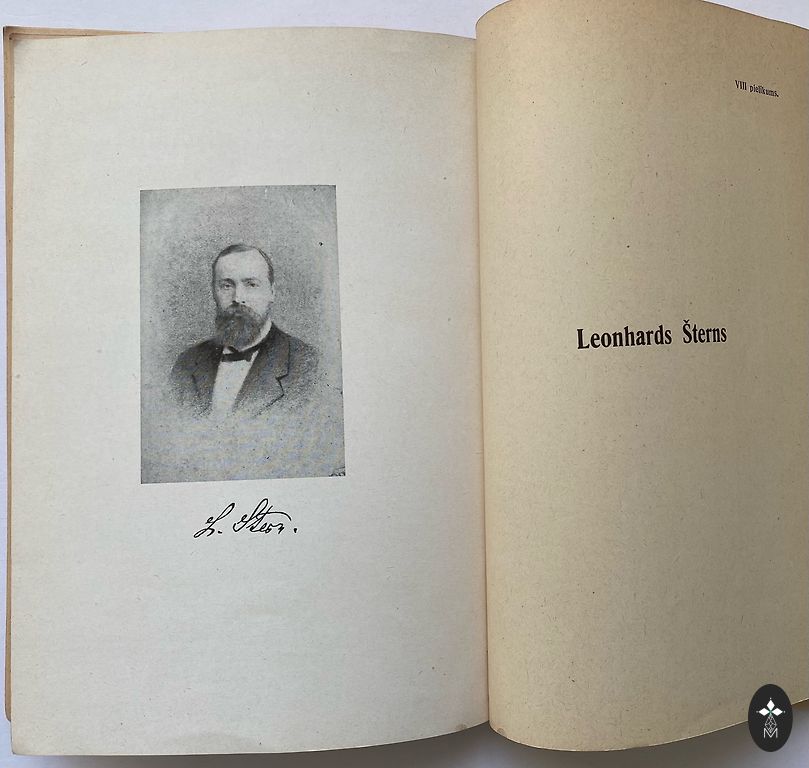 L. Stern.
VIII pielikums.
Leonhards Šterns